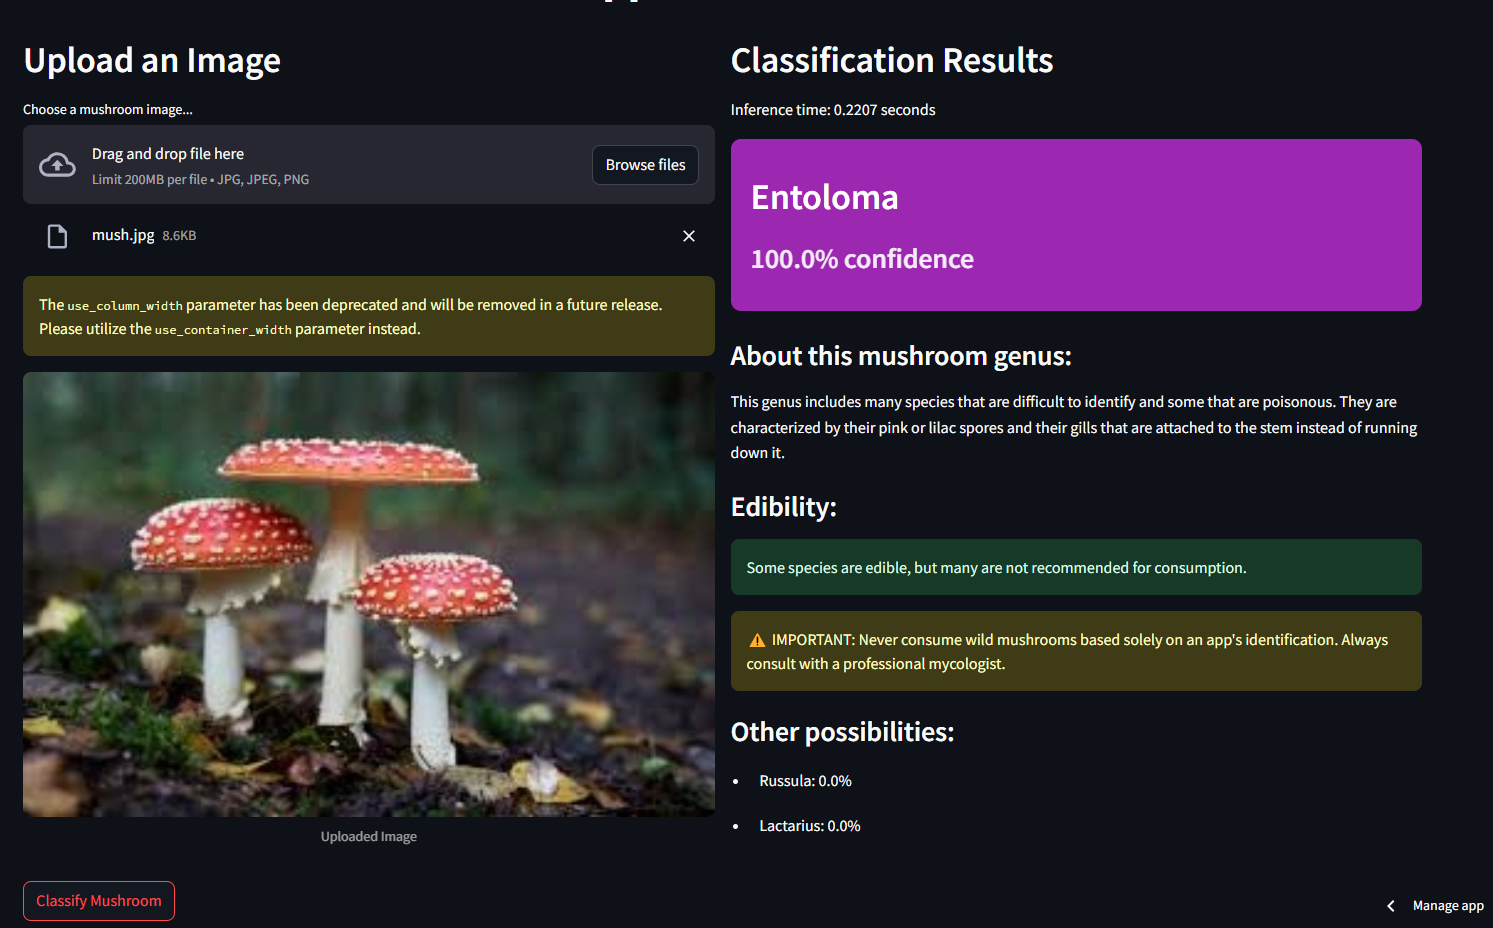 Upload an Image
Choose a mushroom image...
Drag and drop file here
Limit 200MB per file • JPG, JPEG, PNG
Browse files
mush.jpg 8.6KB
The use_column_width parameter has been deprecated and will be removed in a future release.
Please utilize the use_container_width parameter instead.
Uploaded Image
Classify Mushroom
Classification Results
Inference time: 0.2207 seconds
Entoloma
100.0% confidence
About this mushroom genus:
This genus includes many species that are difficult to identify and some that are poisonous. They are
characterized by their pink or lilac spores and their gills that are attached to the stem instead of running
down it.
Edibility:
Some species are edible, but many are not recommended for consumption.
⚠️ IMPORTANT: Never consume wild mushrooms based solely on an app's identification. Always
consult with a professional mycologist.
Other possibilities:
• Russula: 0.0%
• Lactarius: 0.0%
Manage app